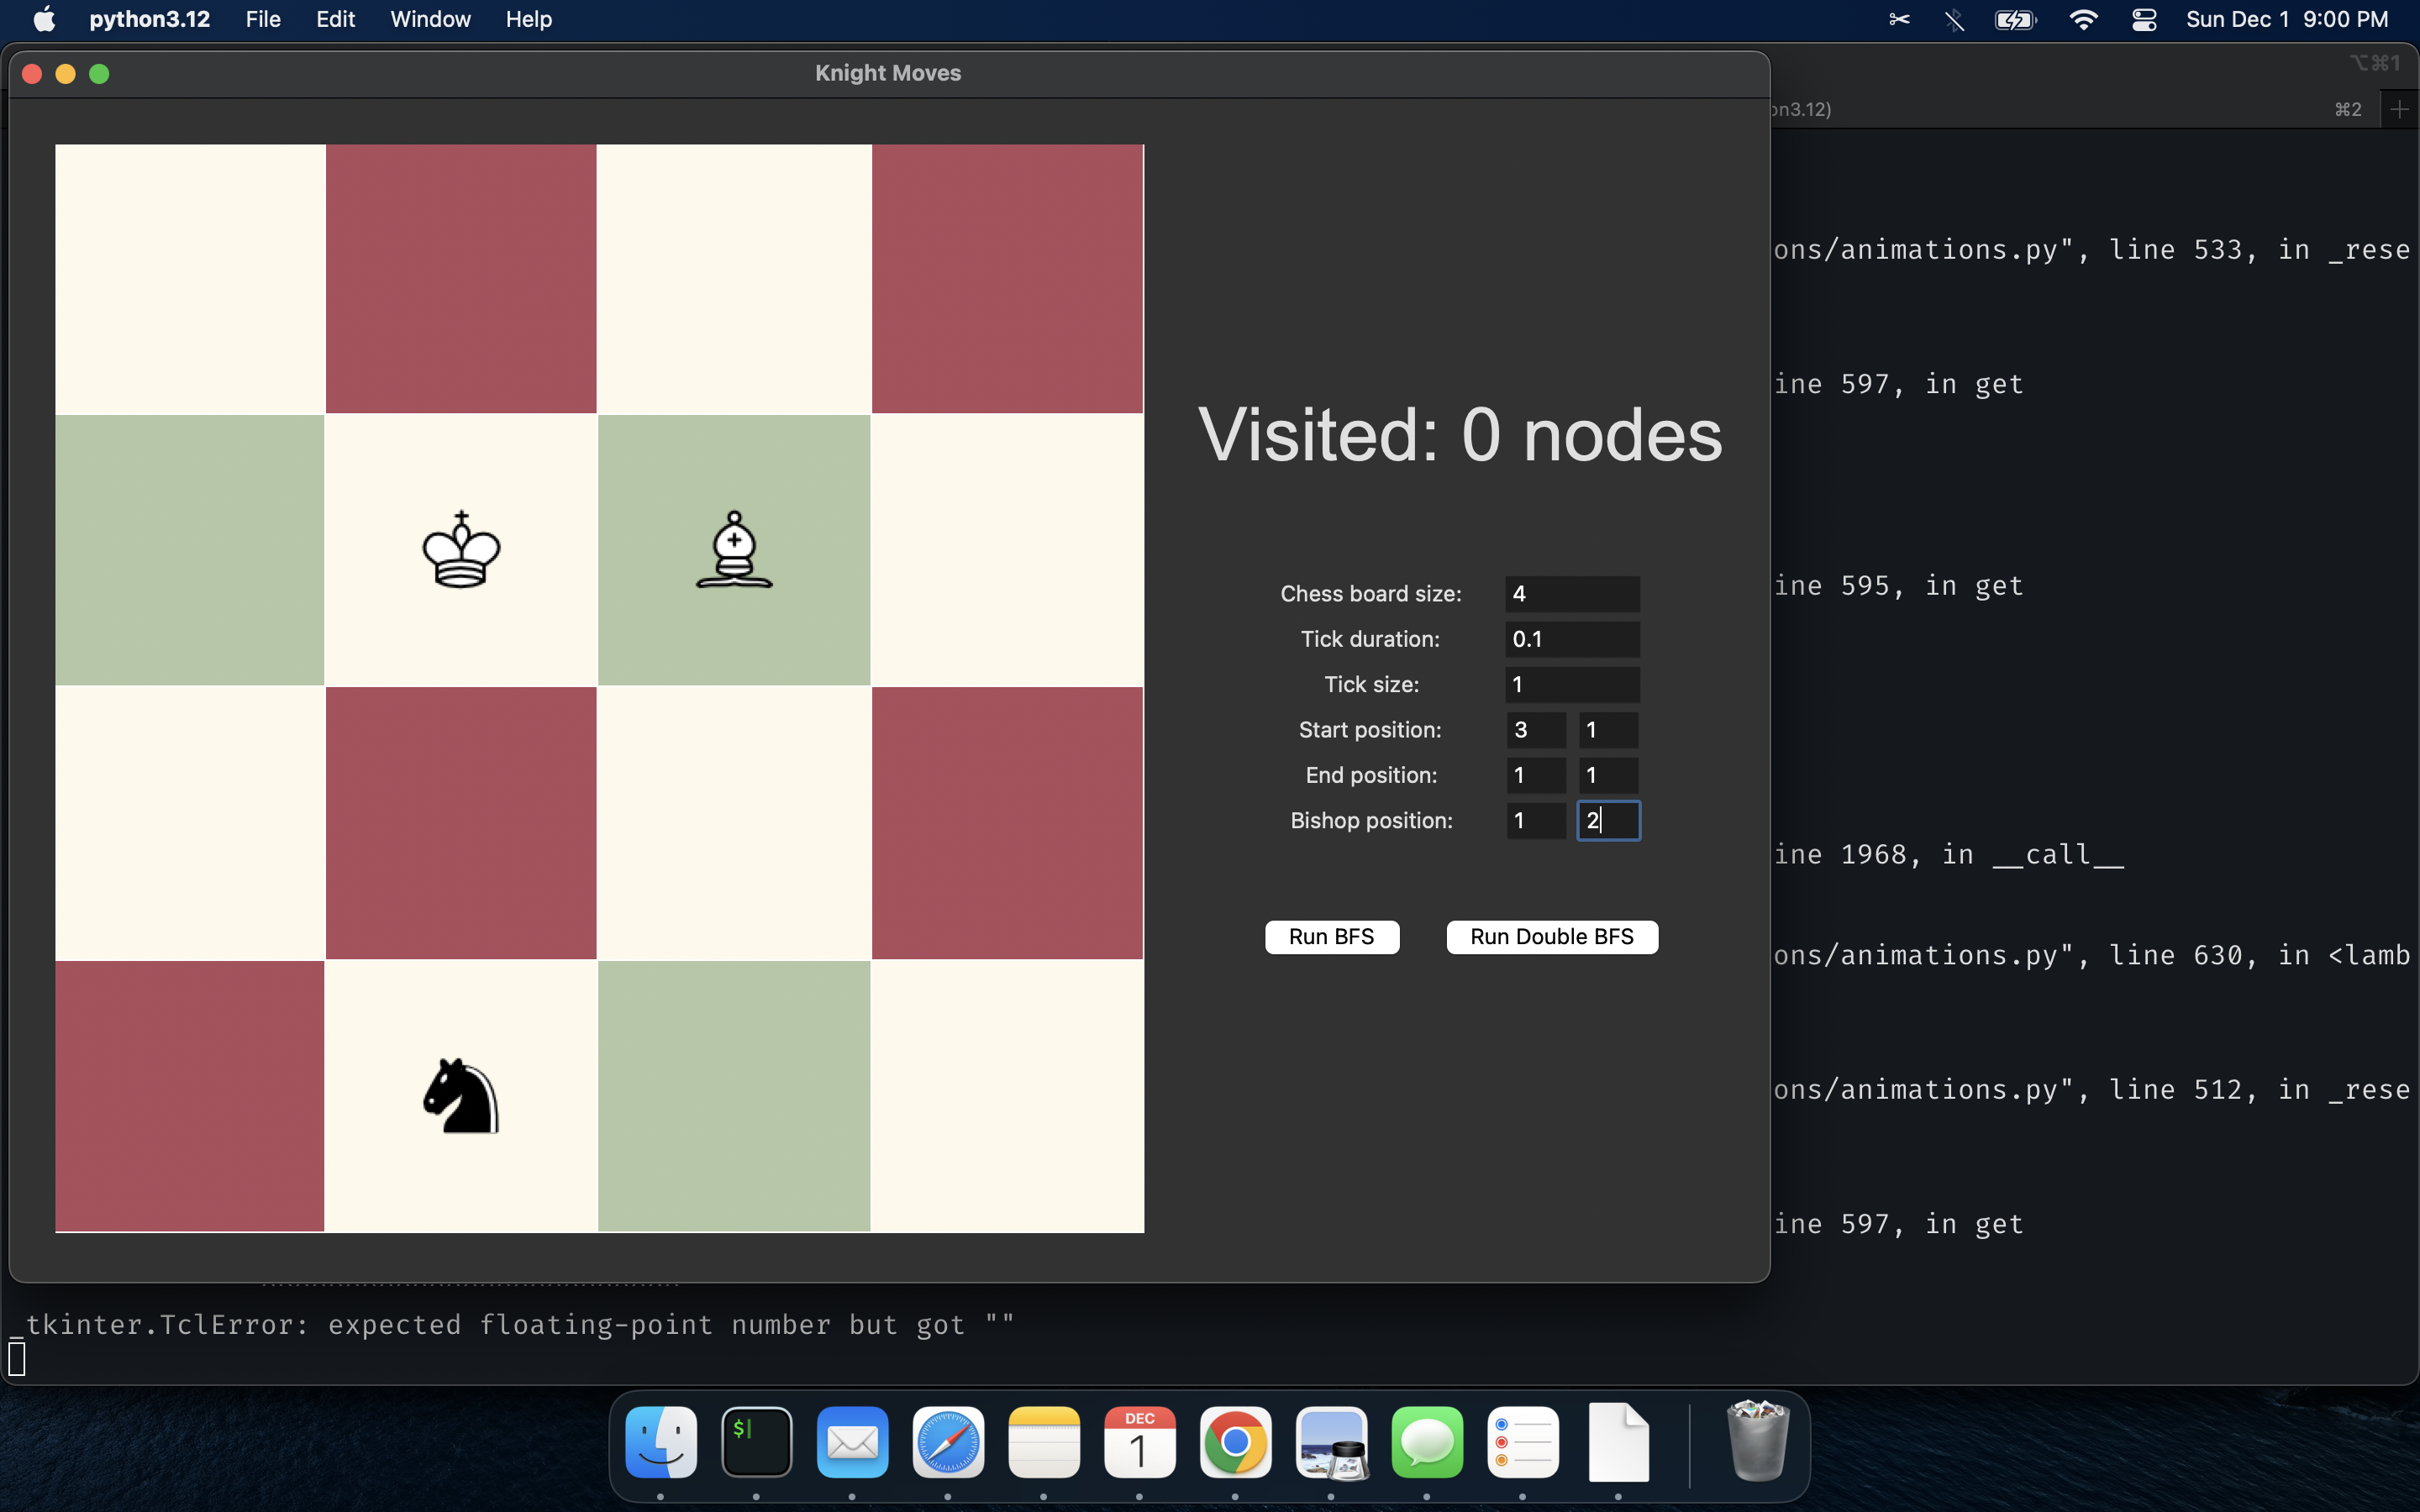 python3.12 File Edit Window Help Sun Dec 1 9:00 PM
⌥⌘1
Knight Moves
on3.12) ⌘2 +
ons/animations.py", line 533, in _rese
ine 597, in get
Visited: 0 nodes
ine 595, in get
Chess board size: 4
Tick duration: 0.1
Tick size: 1
Start position: 3 1
End position: 1 1
Bishop position: 1 2
ine 1968, in __call__
Run BFS Run Double BFS
ons/animations.py", line 630, in <lamb
ons/animations.py", line 512, in _rese
ine 597, in get
_tkinter.TclError: expected floating-point number but got ""
$
DEC
1